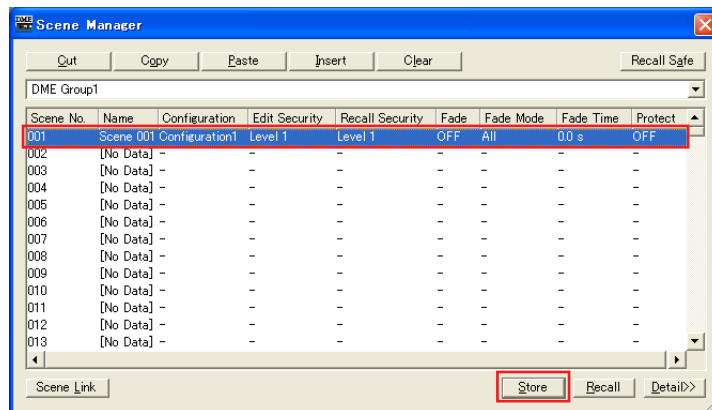 DME Scene Manager
Cut Copy Paste Insert Clear Recall Safe
DME Group1
Scene No. Name Configuration Edit Security Recall Security Fade Fade Mode Fade Time Protect
001 Scene 001 Configuration1 Level 1 Level 1 OFF All 0.0 s OFF
002 [No Data] - - - - - - -
003 [No Data] - - - - - - -
004 [No Data] - - - - - - -
005 [No Data] - - - - - - -
006 [No Data] - - - - - - -
007 [No Data] - - - - - - -
008 [No Data] - - - - - - -
009 [No Data] - - - - - - -
010 [No Data] - - - - - - -
011 [No Data] - - - - - - -
012 [No Data] - - - - - - -
013 [No Data] - - - - - - -
Scene Link Store Recall Detail>>